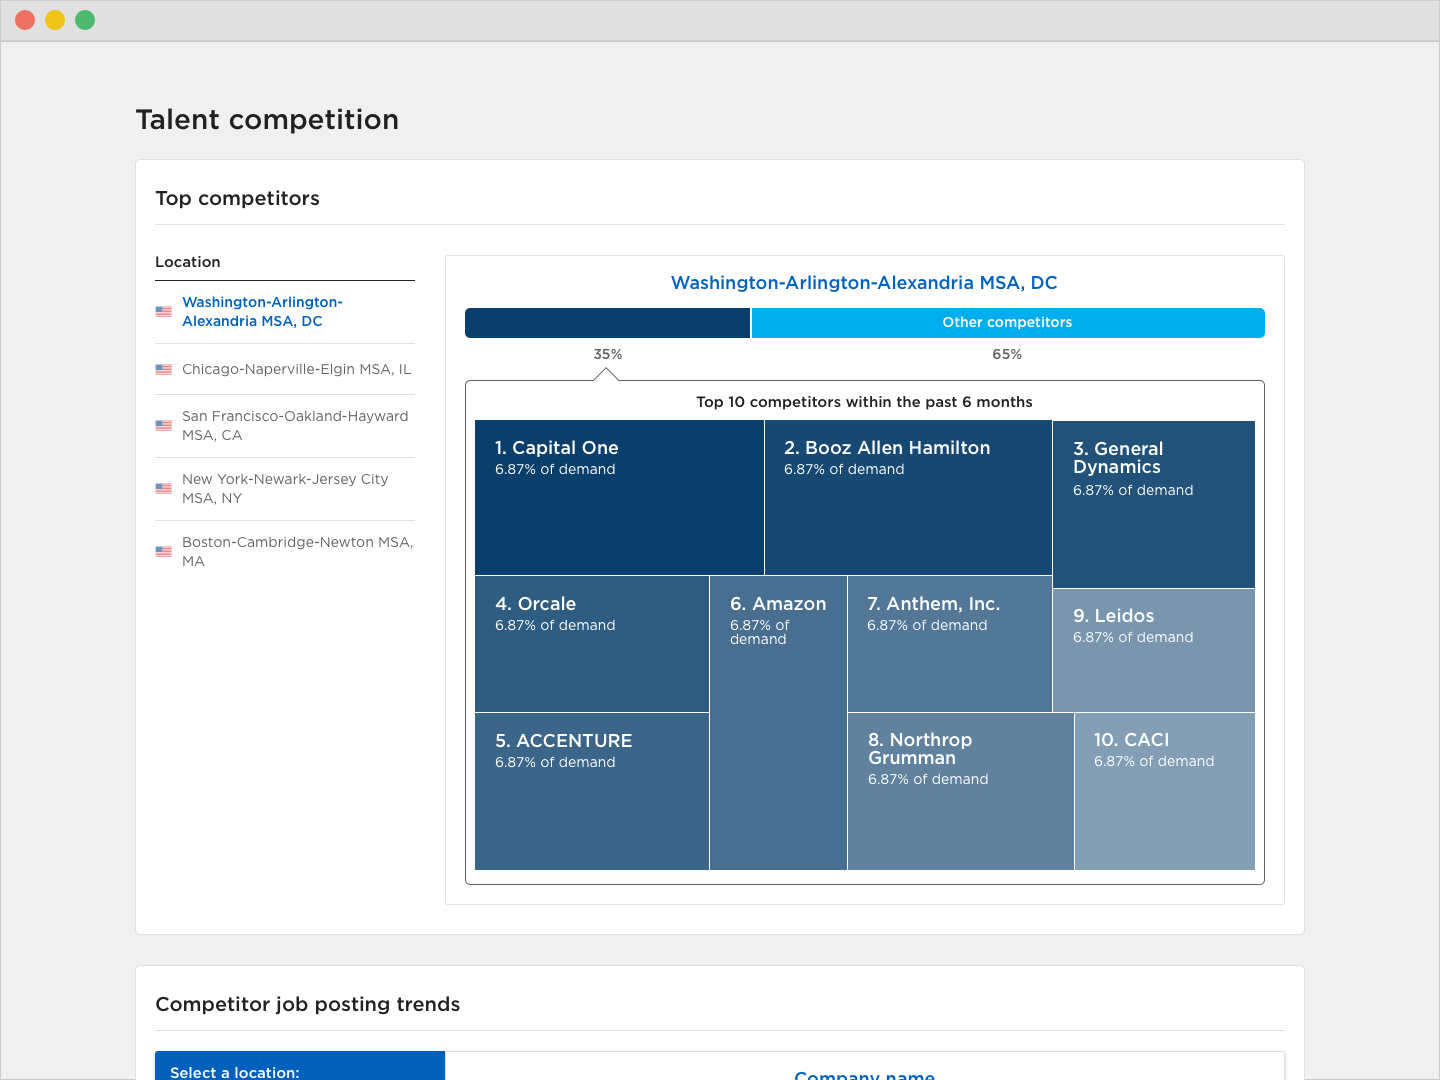 Talent competition
Top competitors
Location
Washington-Arlington-
Alexandria MSA, DC
Chicago-Naperville-Elgin MSA, IL
San Francisco-Oakland-Hayward
MSA, CA
New York-Newark-Jersey City
MSA, NY
Boston-Cambridge-Newton MSA,
MA
Washington-Arlington-Alexandria MSA, DC
Other competitors
35%
65%
Top 10 competitors within the past 6 months
1. Capital One
6.87% of demand
2. Booz Allen Hamilton
6.87% of demand
3. General
Dynamics
6.87% of demand
4. Orcale
6.87% of demand
5. ACCENTURE
6.87% of demand
6. Amazon
6.87% of
demand
7. Anthem, Inc.
6.87% of demand
8. Northrop
Grumman
6.87% of demand
9. Leidos
6.87% of demand
10. CACI
6.87% of demand
Competitor job posting trends
Select a location:
Company name